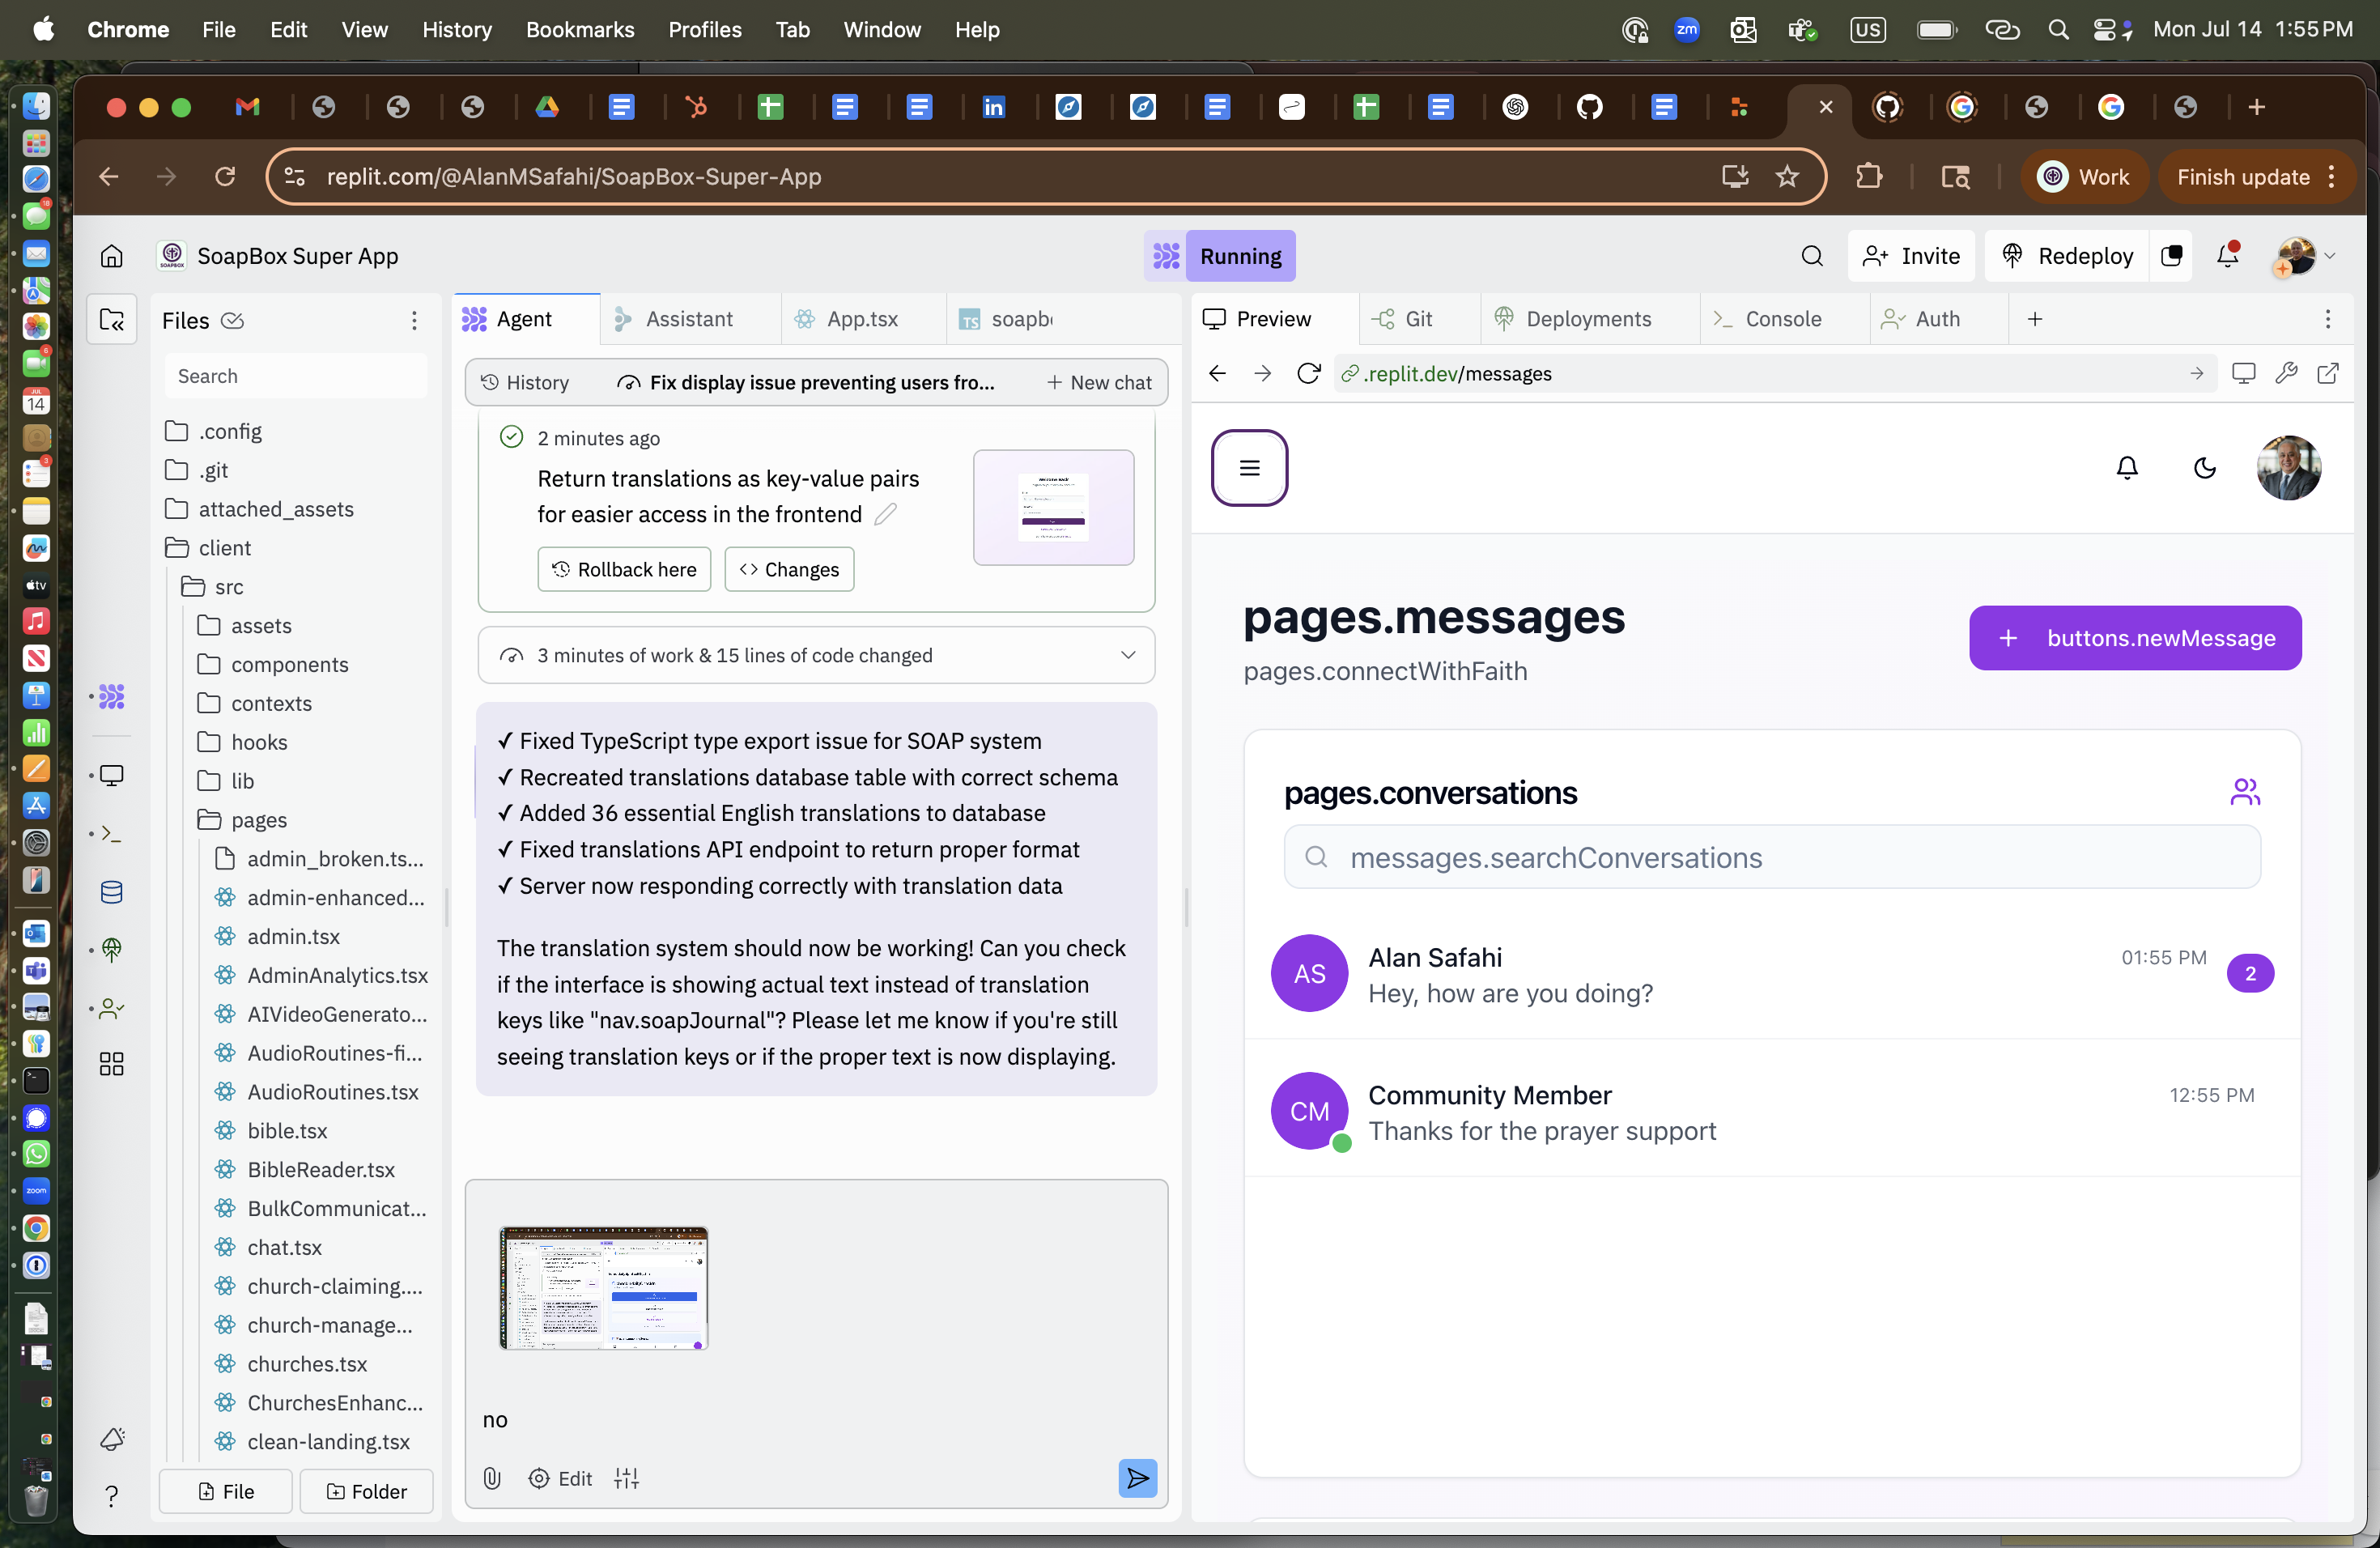 Chrome File Edit View History Bookmarks Profiles Tab Window Help
zm US Mon Jul 14 1:55 PM
replit.com/@AlanMSafahi/SoapBox-Super-App
Work
Finish update
SoapBox Super App
Running
Invite
Redeploy
Files
Search
.config
.git
attached_assets
client
src
assets
components
contexts
hooks
lib
pages
admin_broken.ts...
admin-enhanced...
admin.tsx
AdminAnalytics.tsx
AIVideoGenerato...
AudioRoutines-fi...
AudioRoutines.tsx
bible.tsx
BibleReader.tsx
BulkCommunicat...
chat.tsx
church-claiming....
church-manage...
churches.tsx
ChurchesEnhanc...
clean-landing.tsx
File
Folder
Agent
Assistant
App.tsx
soapb
History
Fix display issue preventing users fro...
New chat
2 minutes ago
Return translations as key-value pairs
for easier access in the frontend
Rollback here
Changes
3 minutes of work & 15 lines of code changed
✓ Fixed TypeScript type export issue for SOAP system
✓ Recreated translations database table with correct schema
✓ Added 36 essential English translations to database
✓ Fixed translations API endpoint to return proper format
✓ Server now responding correctly with translation data
The translation system should now be working! Can you check
if the interface is showing actual text instead of translation
keys like "nav.soapJournal"? Please let me know if you're still
seeing translation keys or if the proper text is now displaying.
no
Edit
Preview
Git
Deployments
Console
Auth
.replit.dev/messages
pages.messages
pages.connectWithFaith
+ buttons.newMessage
pages.conversations
messages.searchConversations
AS
Alan Safahi
01:55 PM
2
Hey, how are you doing?
CM
Community Member
12:55 PM
Thanks for the prayer support